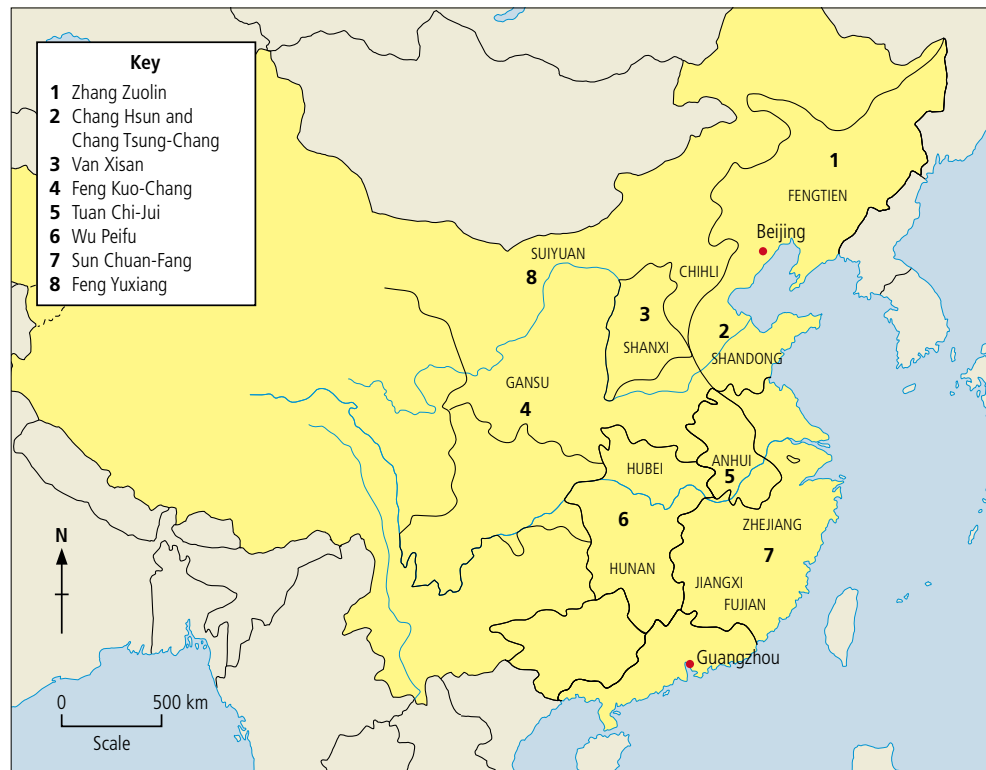 Key
1 Zhang Zuolin
2 Chang Hsun and
Chang Tsung-Chang
3 Van Xisan
4 Feng Kuo-Chang
5 Tuan Chi-Jui
6 Wu Peifu
7 Sun Chuan-Fang
8 Feng Yuxiang
1
FENGTIEN
Beijing
SUIYUAN
8
CHIHLI
3
SHANXI
2
SHANDONG
GANSU
4
HUBEI
ANHUI
5
6
HUNAN
ZHEJIANG
7
JIANGXI
FUJIAN
Guangzhou
N
0 500 km
Scale